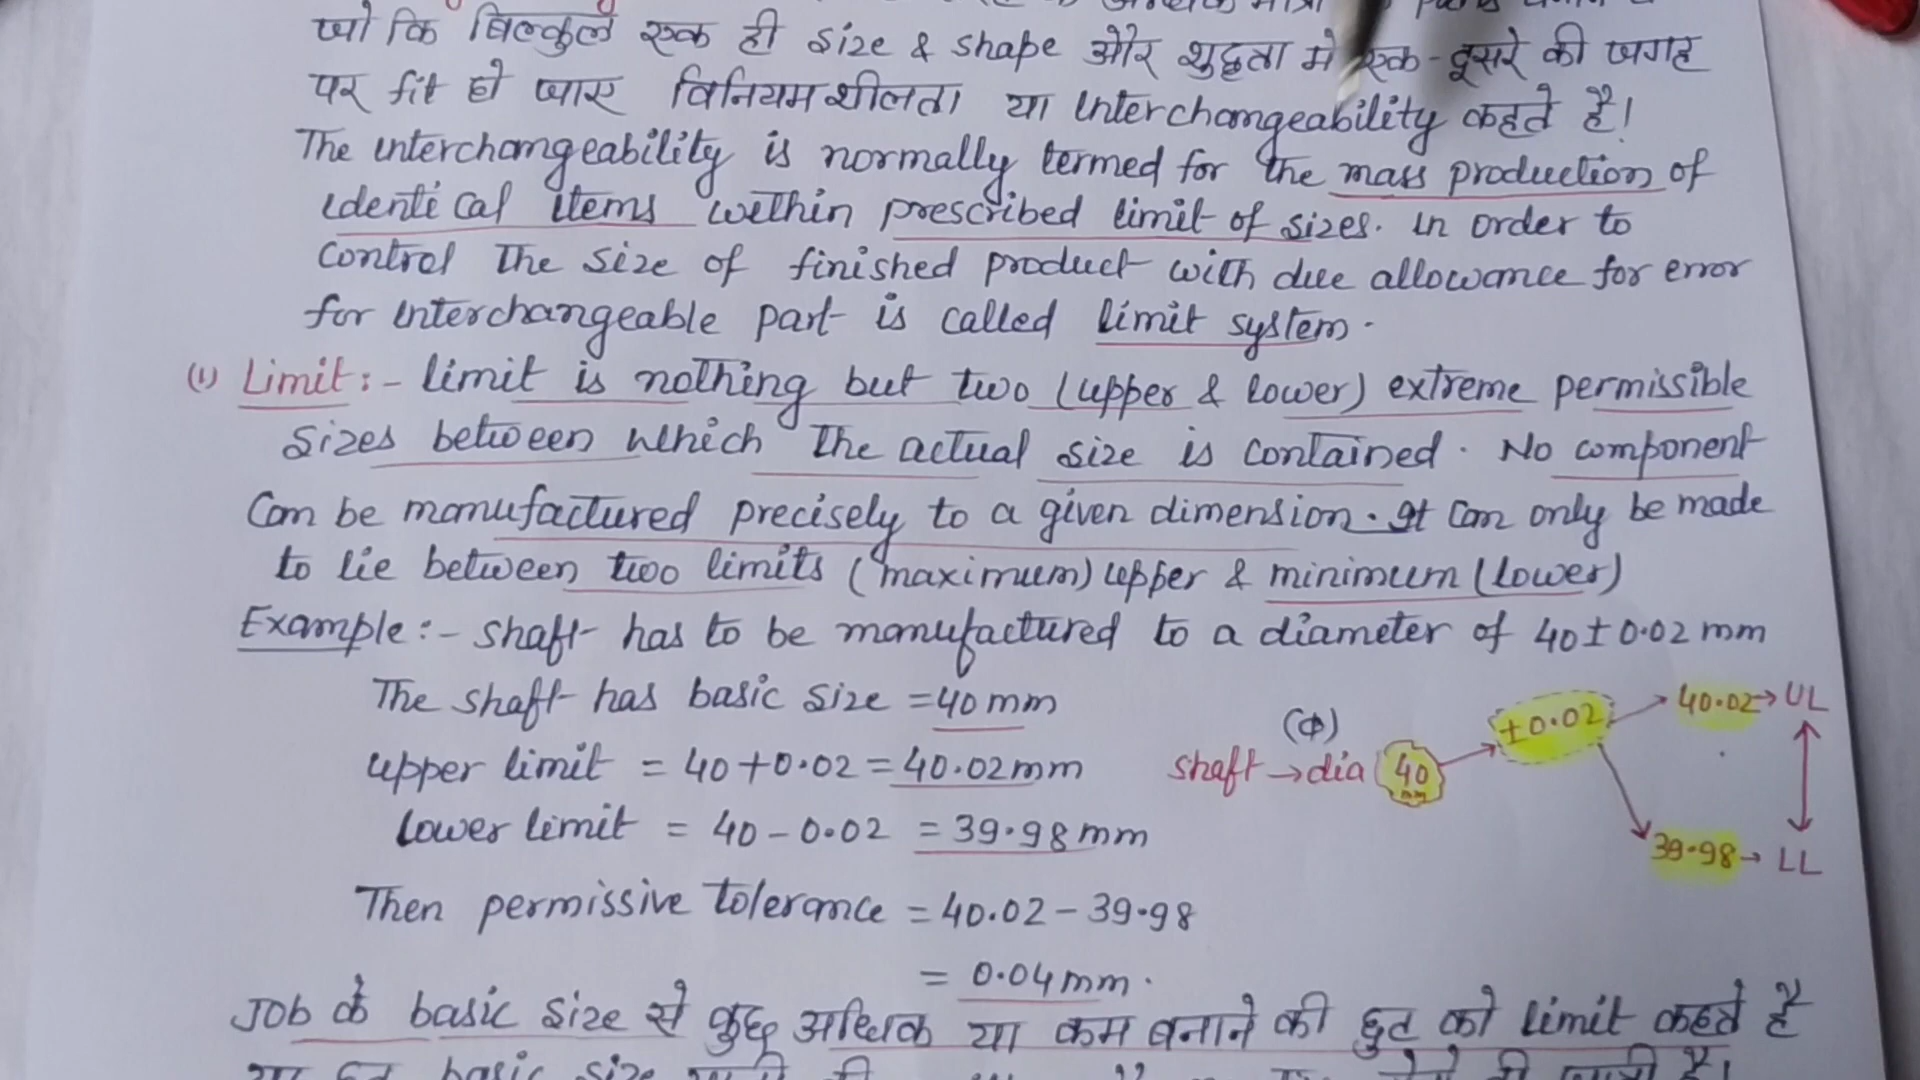 जो कि बिल्कुल एक ही size & shape और शुद्धता मे एक-दूसरे की जगह
पर fit हो जाए विनियमशीलता या interchangeability कहते है।
The interchangeability is normally termed for the mass production of
identical items within prescribed limit of sizes. in order to
control the size of finished product with due allowance for error
for interchangeable part is called limit system.
(1) Limit:- limit is nothing but two (upper & lower) extreme permissible
sizes between which the actual size is contained. No component
can be manufactured precisely to a given dimension. It can only be made
to lie between two limits (maximum) upper & minimum (lower)
Example:- shaft has to be manufactured to a diameter of 40±0.02 mm
The shaft has basic size = 40 mm
upper limit = 40+0.02 = 40.02mm
lower limit = 40-0.02 = 39.98 mm
Then permissive tolerance = 40.02 - 39.98
= 0.04 mm.
(Φ)
shaft → dia 40 mm → ±0.02 → 40.02 → UL
39.98 → LL
Job के basic size से कुछ अधिक या कम बनाने की छुट को limit कहते है
basic size